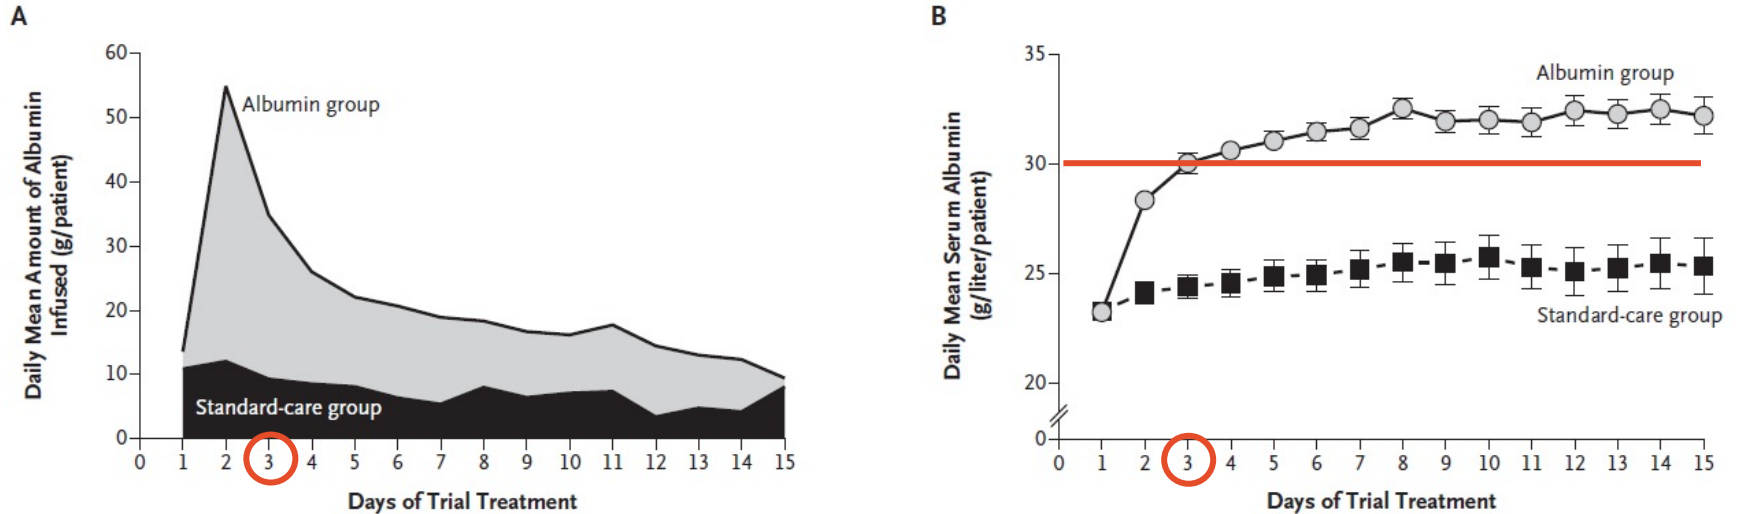 A
Daily Mean Amount of Albumin
Infused (g/patient)
60
50
40
30
20
10
0
Albumin group
Standard-care group
0 1 2 3 4 5 6 7 8 9 10 11 12 13 14 15
Days of Trial Treatment
B
Daily Mean Serum Albumin
(g/liter/patient)
35
30
25
20
0
Albumin group
Standard-care group
0 1 2 3 4 5 6 7 8 9 10 11 12 13 14 15
Days of Trial Treatment